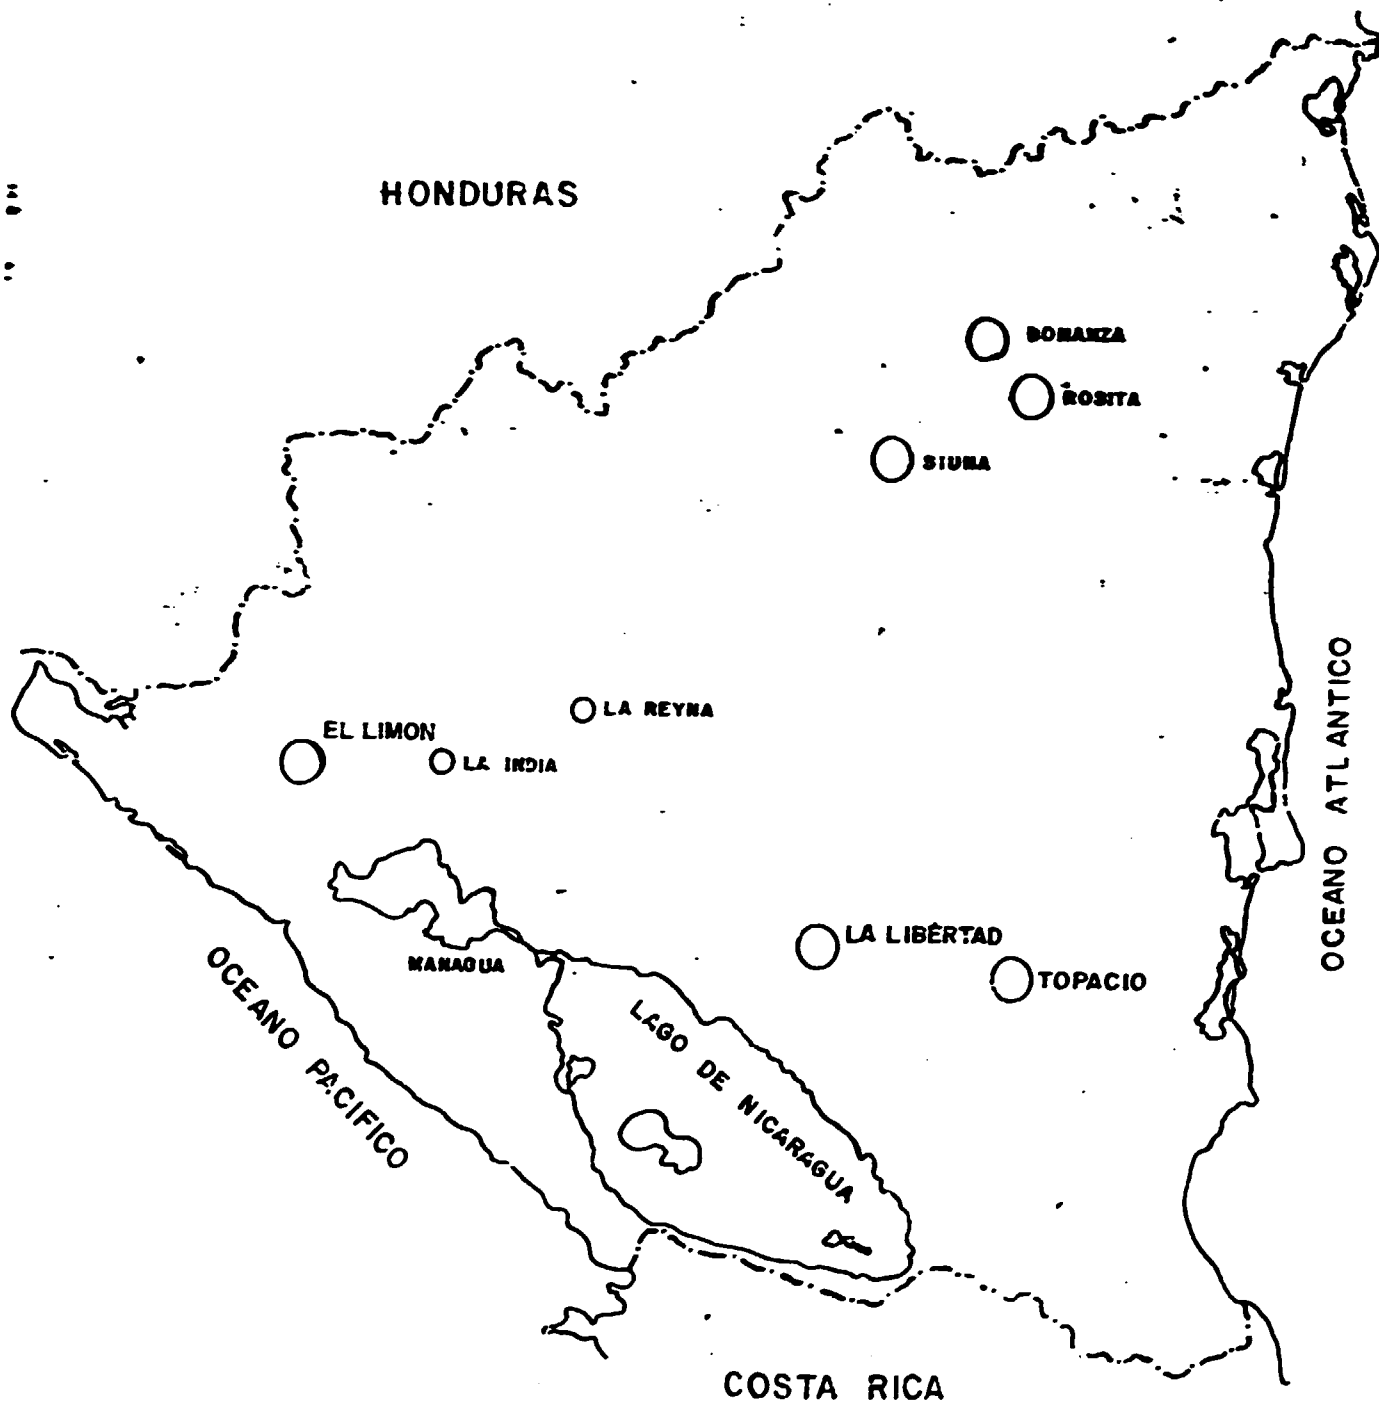 HONDURAS
BONANZA
ROSITA
SIUNA
LA REYNA
EL LIMON
LA INDIA
OCEANO ATLANTICO
LA LIBERTAD
MANAGUA
TOPACIO
OCEANO PACIFICO
LAGO DE NICARAGUA
COSTA RICA